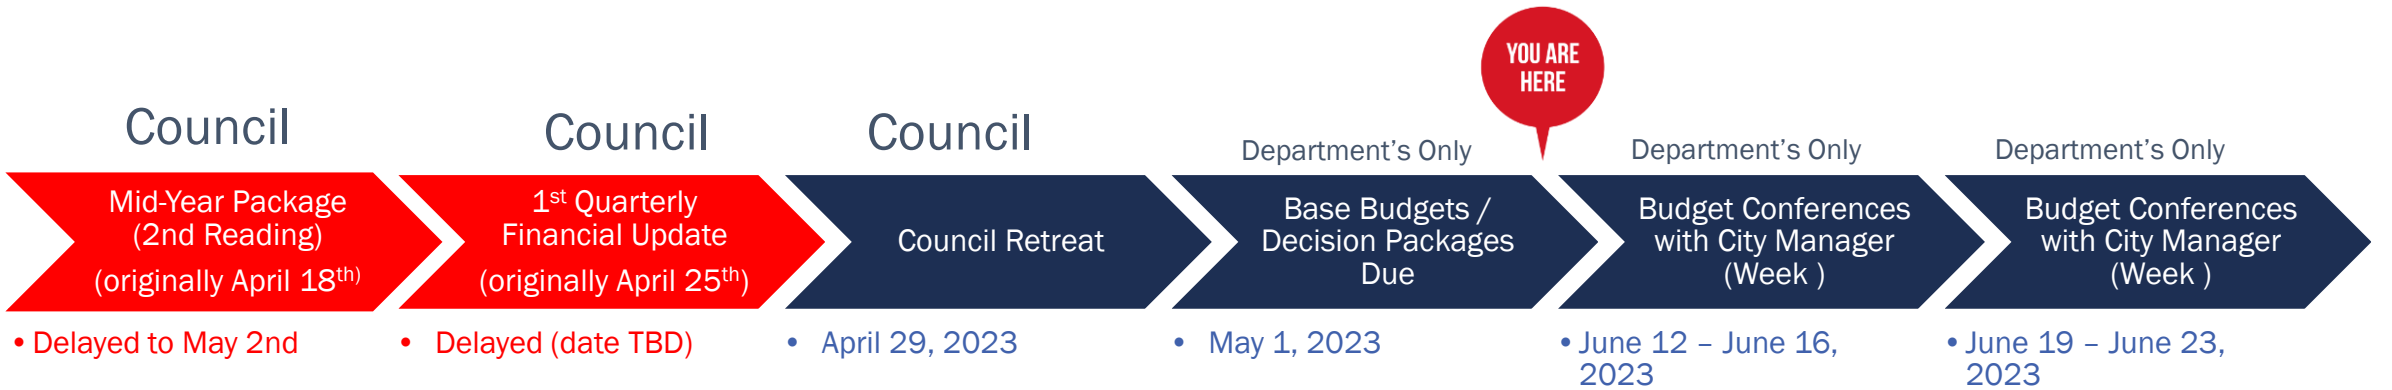 YOU ARE
HERE
Council
Mid-Year Package
(2nd Reading)
(originally April 18th)
• Delayed to May 2nd
Council
1st Quarterly
Financial Update
(originally April 25th)
• Delayed (date TBD)
Council
Council Retreat
• April 29, 2023
Department's Only
Base Budgets /
Decision Packages
Due
• May 1, 2023
Department's Only
Budget Conferences
with City Manager
(Week )
• June 12 – June 16,
2023
Department's Only
Budget Conferences
with City Manager
(Week )
• June 19 – June 23,
2023